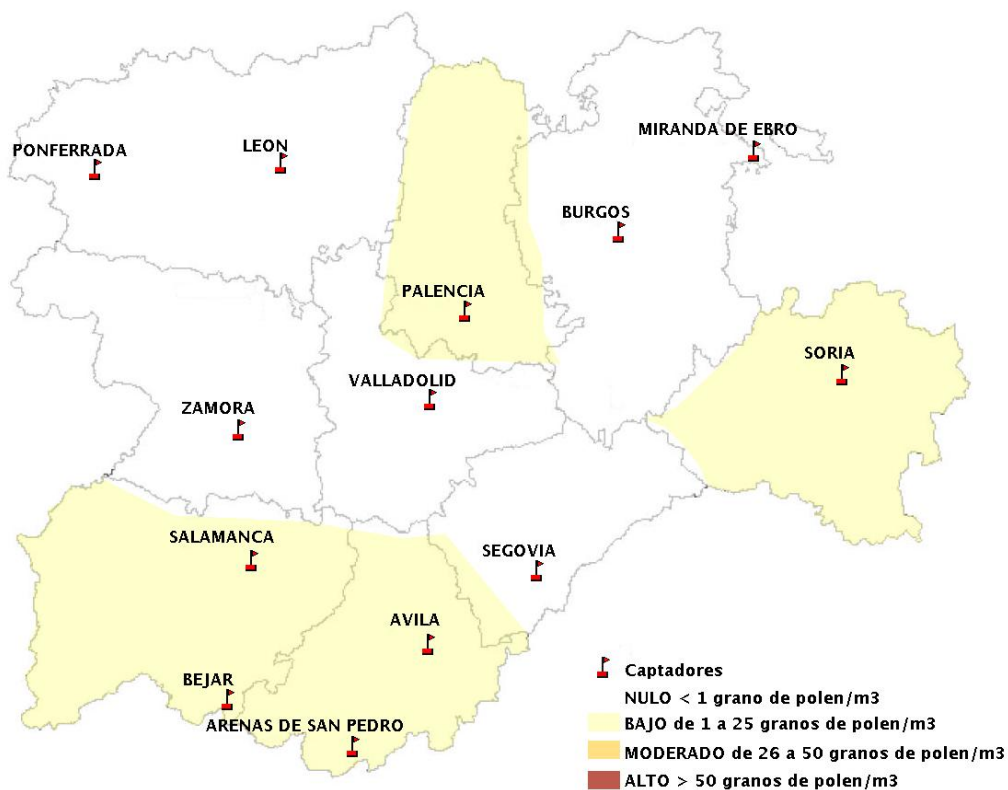 MIRANDA DE EBRO
PONFERRADA
LEON
BURGOS
PALENCIA
SORIA
VALLADOLID
ZAMORA
SALAMANCA
SEGOVIA
AVILA
BEJAR
ARENAS DE SAN PEDRO
Captadores
NULO < 1 grano de polen/m3
BAJO de 1 a 25 granos de polen/m3
MODERADO de 26 a 50 granos de polen/m3
ALTO > 50 granos de polen/m3